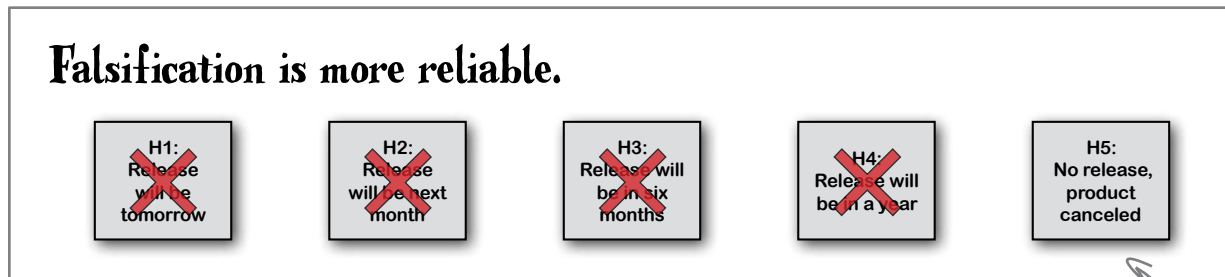 Falsification is more reliable.
H1:
Release
will be
tomorrow
H2:
Release
will be next
month
H3:
Release will
be in six
months
H4:
Release will
be in a year
H5:
No release,
product
canceled